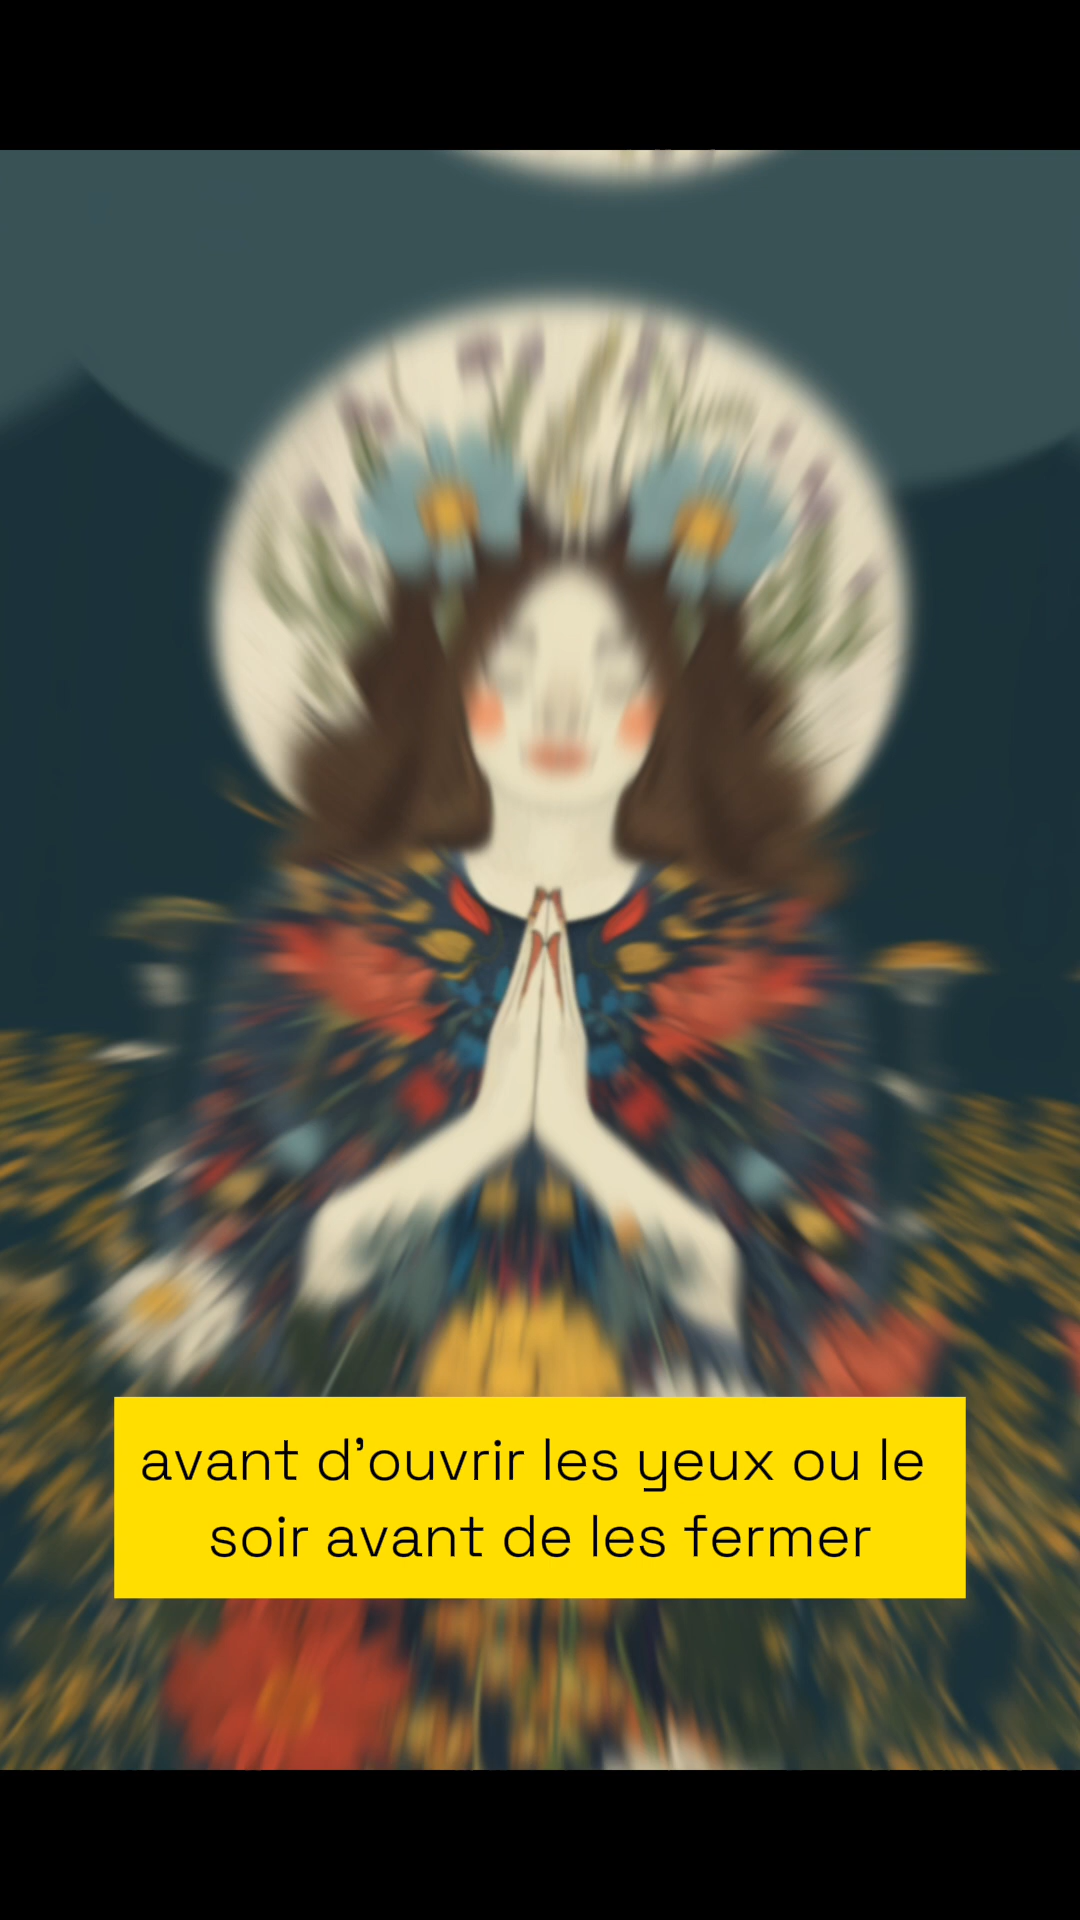 avant d’ouvrir les yeux ou le
soir avant de les fermer